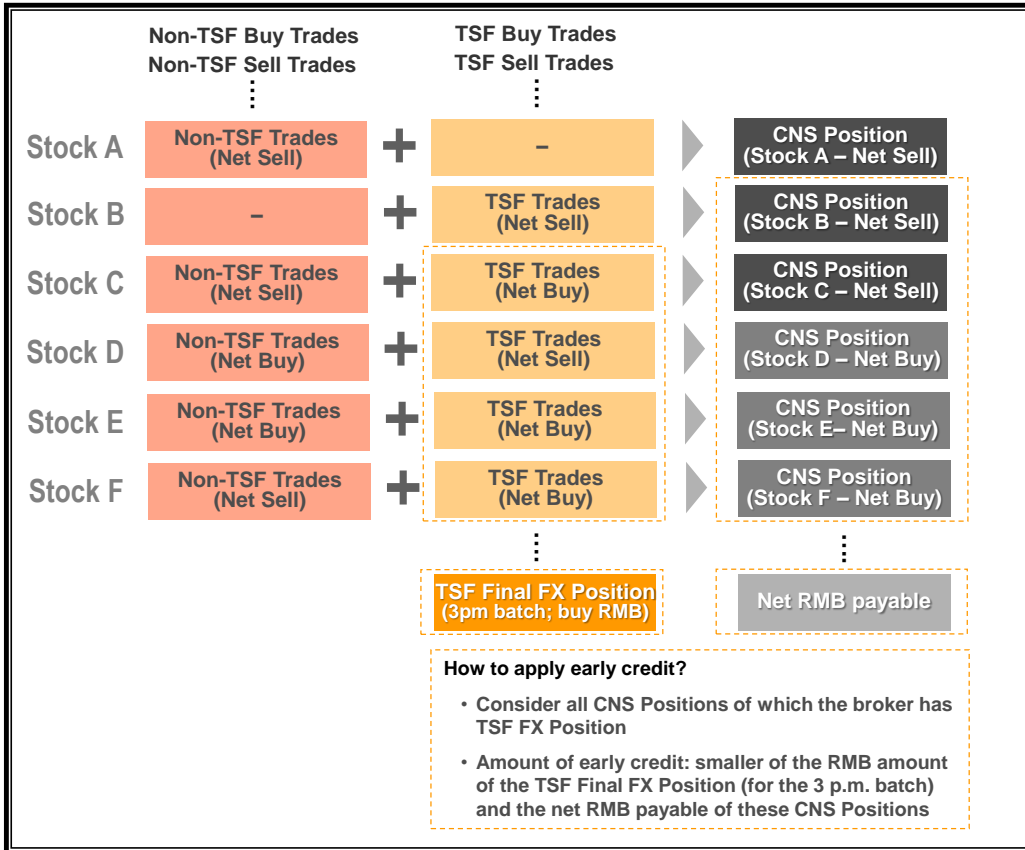 Non-TSF Buy Trades
Non-TSF Sell Trades
TSF Buy Trades
TSF Sell Trades
Stock A
Non-TSF Trades
(Net Sell)
+
–
CNS Position
(Stock A – Net Sell)
Stock B
–
+
TSF Trades
(Net Sell)
CNS Position
(Stock B – Net Sell)
Stock C
Non-TSF Trades
(Net Sell)
+
TSF Trades
(Net Buy)
CNS Position
(Stock C – Net Sell)
Stock D
Non-TSF Trades
(Net Buy)
+
TSF Trades
(Net Sell)
CNS Position
(Stock D – Net Buy)
Stock E
Non-TSF Trades
(Net Buy)
+
TSF Trades
(Net Buy)
CNS Position
(Stock E– Net Buy)
Stock F
Non-TSF Trades
(Net Sell)
+
TSF Trades
(Net Buy)
CNS Position
(Stock F – Net Buy)
TSF Final FX Position
(3pm batch; buy RMB)
Net RMB payable
How to apply early credit?
• Consider all CNS Positions of which the broker has
TSF FX Position
• Amount of early credit: smaller of the RMB amount
of the TSF Final FX Position (for the 3 p.m. batch)
and the net RMB payable of these CNS Positions